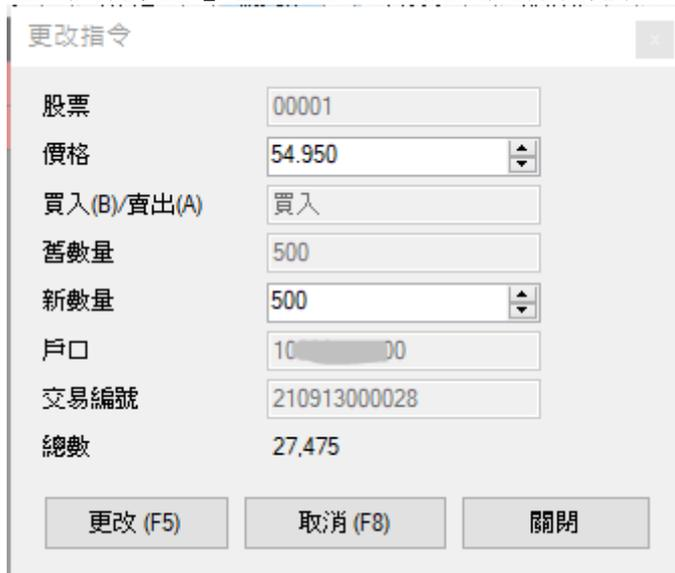 更改指令
x
股票 00001
價格 54.950
買入(B)/賣出(A) 買入
舊數量 500
新數量 500
戶口 10 00
交易編號 210913000028
總數 27,475
更改 (F5) 取消 (F8) 關閉